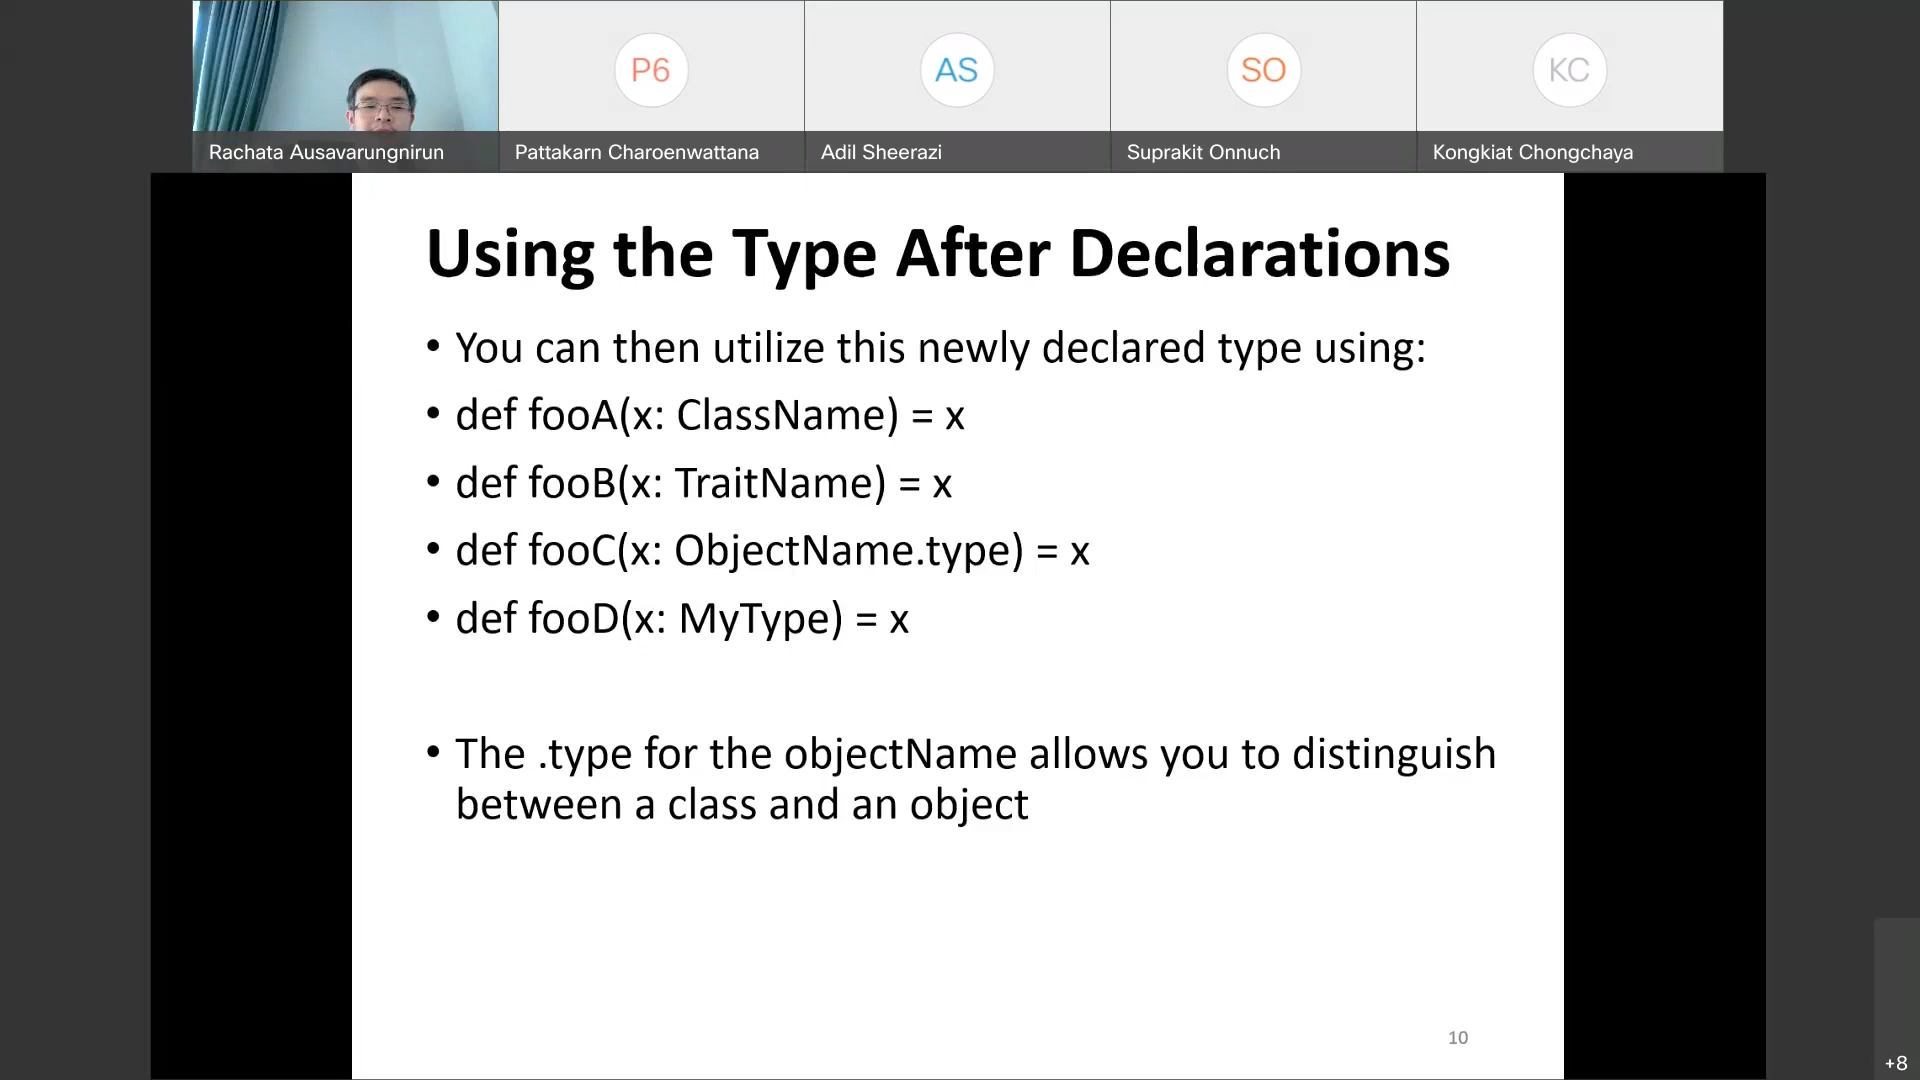 P6
AS
SO
KC
Rachata Ausavarungnirun
Pattakarn Charoenwattana
Adil Sheerazi
Suprakit Onnuch
Kongkiat Chongchaya
Using the Type After Declarations
• You can then utilize this newly declared type using:
• def fooA(x: ClassName) = x
• def fooB(x: TraitName) = x
• def fooC(x: ObjectName.type) = x
• def fooD(x: MyType) = x
• The .type for the objectName allows you to distinguish
between a class and an object
10
+8